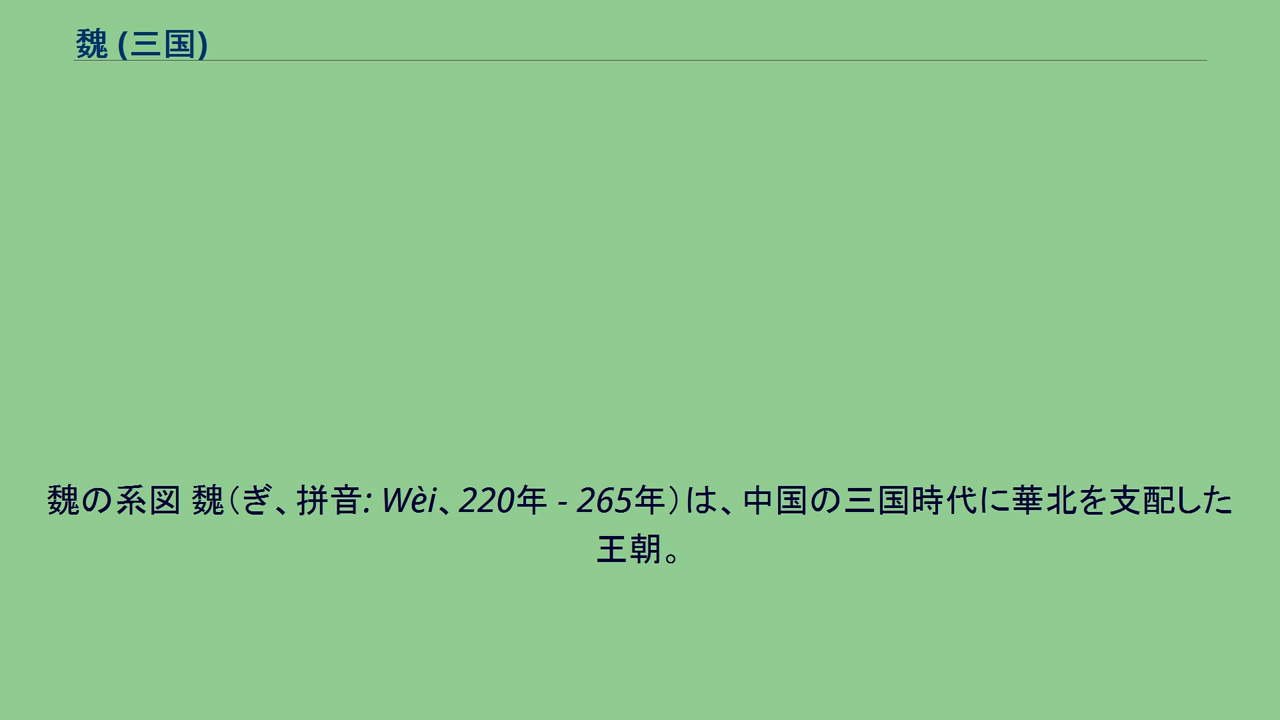 魏 (三国)
魏の系図 魏（ぎ、拼音: Wèi、220年 - 265年）は、中国の三国時代に華北を支配した
王朝。